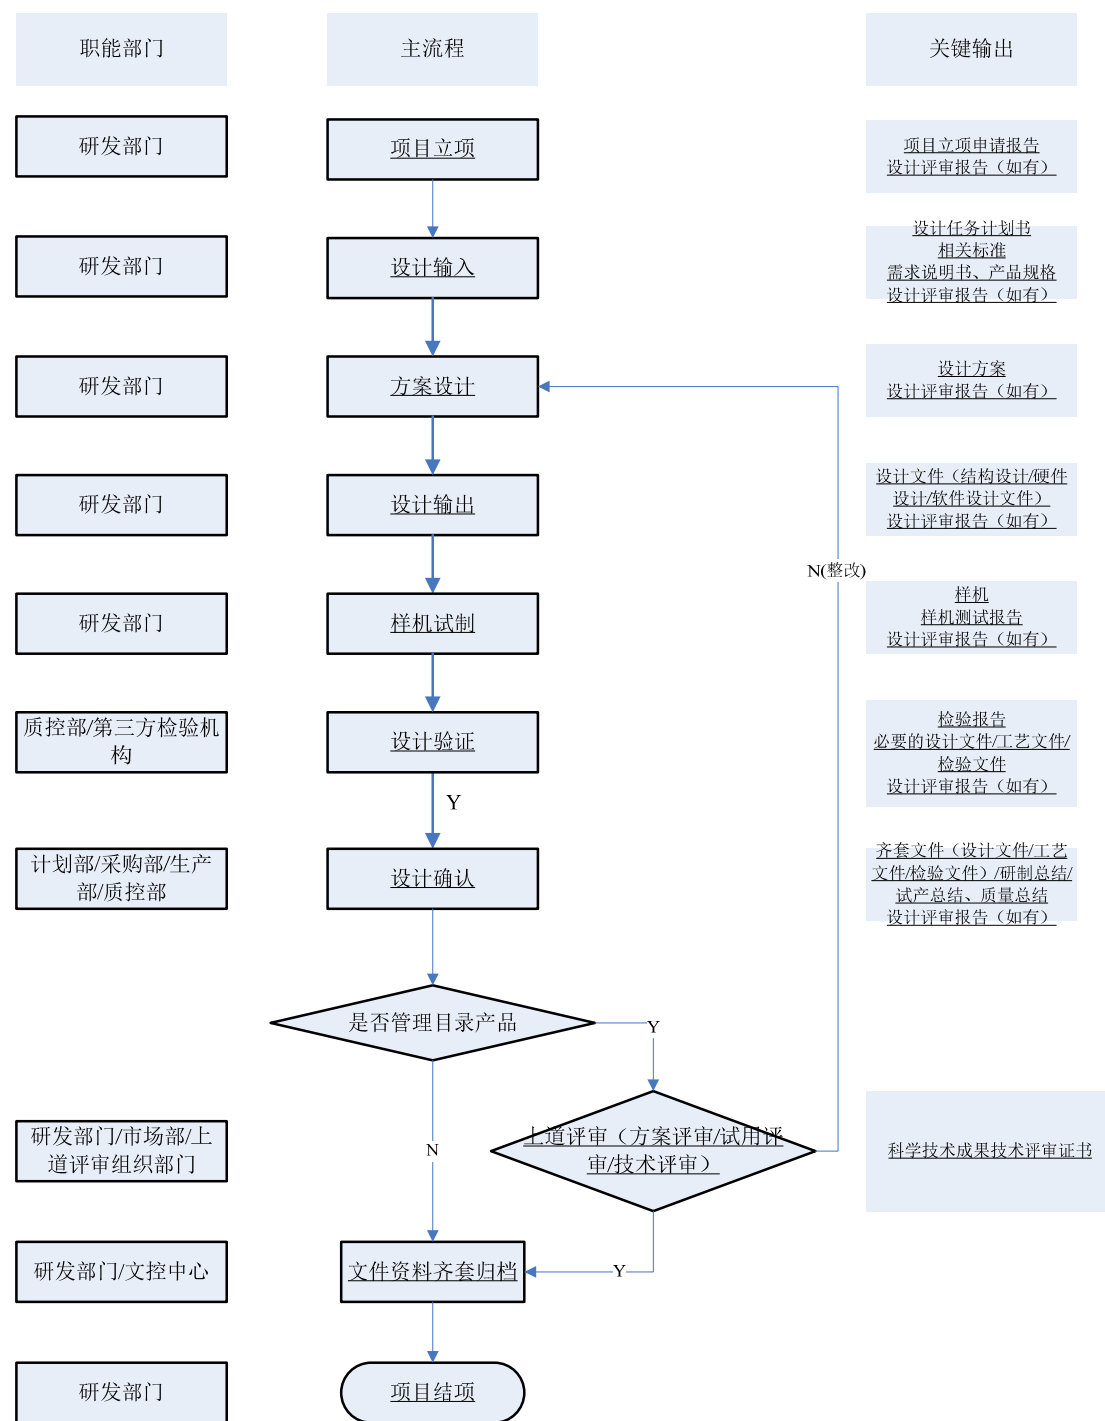 职能部门
主流程
关键输出
研发部门
项目立项
项目立项申请报告
设计评审报告（如有）
研发部门
设计输入
设计任务计划书
相关标准
需求说明书、产品规格
设计评审报告（如有）
研发部门
方案设计
设计方案
设计评审报告（如有）
研发部门
设计输出
设计文件（结构设计/硬件
设计/软件设计文件）
设计评审报告（如有）
N(整改)
研发部门
样机试制
样机
样机测试报告
设计评审报告（如有）
质控部/第三方检验机
构
设计验证
检验报告
必要的设计文件/工艺文件/
检验文件
设计评审报告（如有）
Y
计划部/采购部/生产
部/质控部
设计确认
齐套文件（设计文件/工艺
文件/检验文件）/研制总结/
试产总结、质量总结
设计评审报告（如有）
是否管理目录产品
Y
研发部门/市场部/上
道评审组织部门
N
上道评审（方案评审/试用评
审/技术评审）
科学技术成果技术评审证书
研发部门/文控中心
文件资料齐套归档
Y
研发部门
项目结项